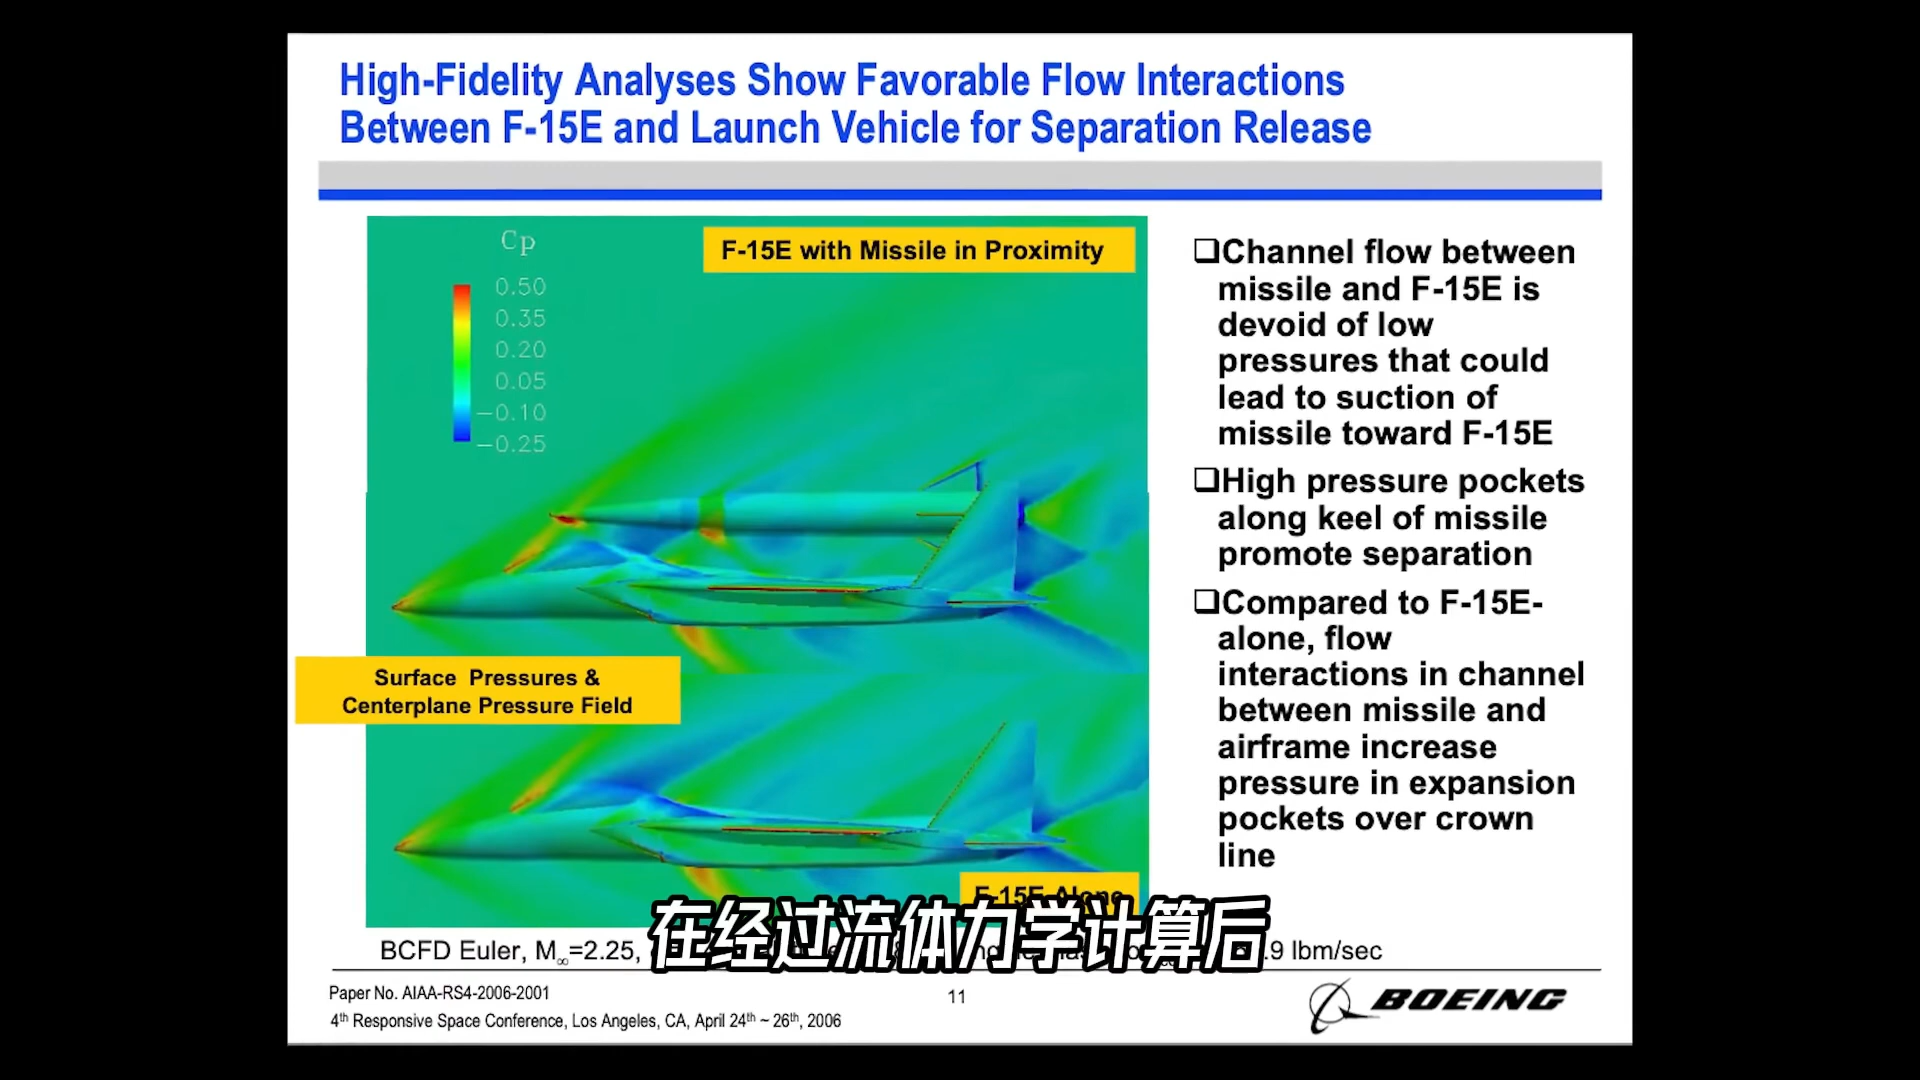 High-Fidelity Analyses Show Favorable Flow Interactions
Between F-15E and Launch Vehicle for Separation Release
Cp
0.50
0.35
0.20
0.05
−0.10
−0.25
F-15E with Missile in Proximity
Surface Pressures &
Centerplane Pressure Field
F-15E Alone
❑Channel flow between
missile and F-15E is
devoid of low
pressures that could
lead to suction of
missile toward F-15E
❑High pressure pockets
along keel of missile
promote separation
❑Compared to F-15E-
alone, flow
interactions in channel
between missile and
airframe increase
pressure in expansion
pockets over crown
line
在经过流体力学计算后
BCFD Euler, M∞=2.25, .9 lbm/sec
Paper No. AIAA-RS4-2006-2001
4th Responsive Space Conference, Los Angeles, CA, April 24th ~ 26th, 2006
11
BOEING